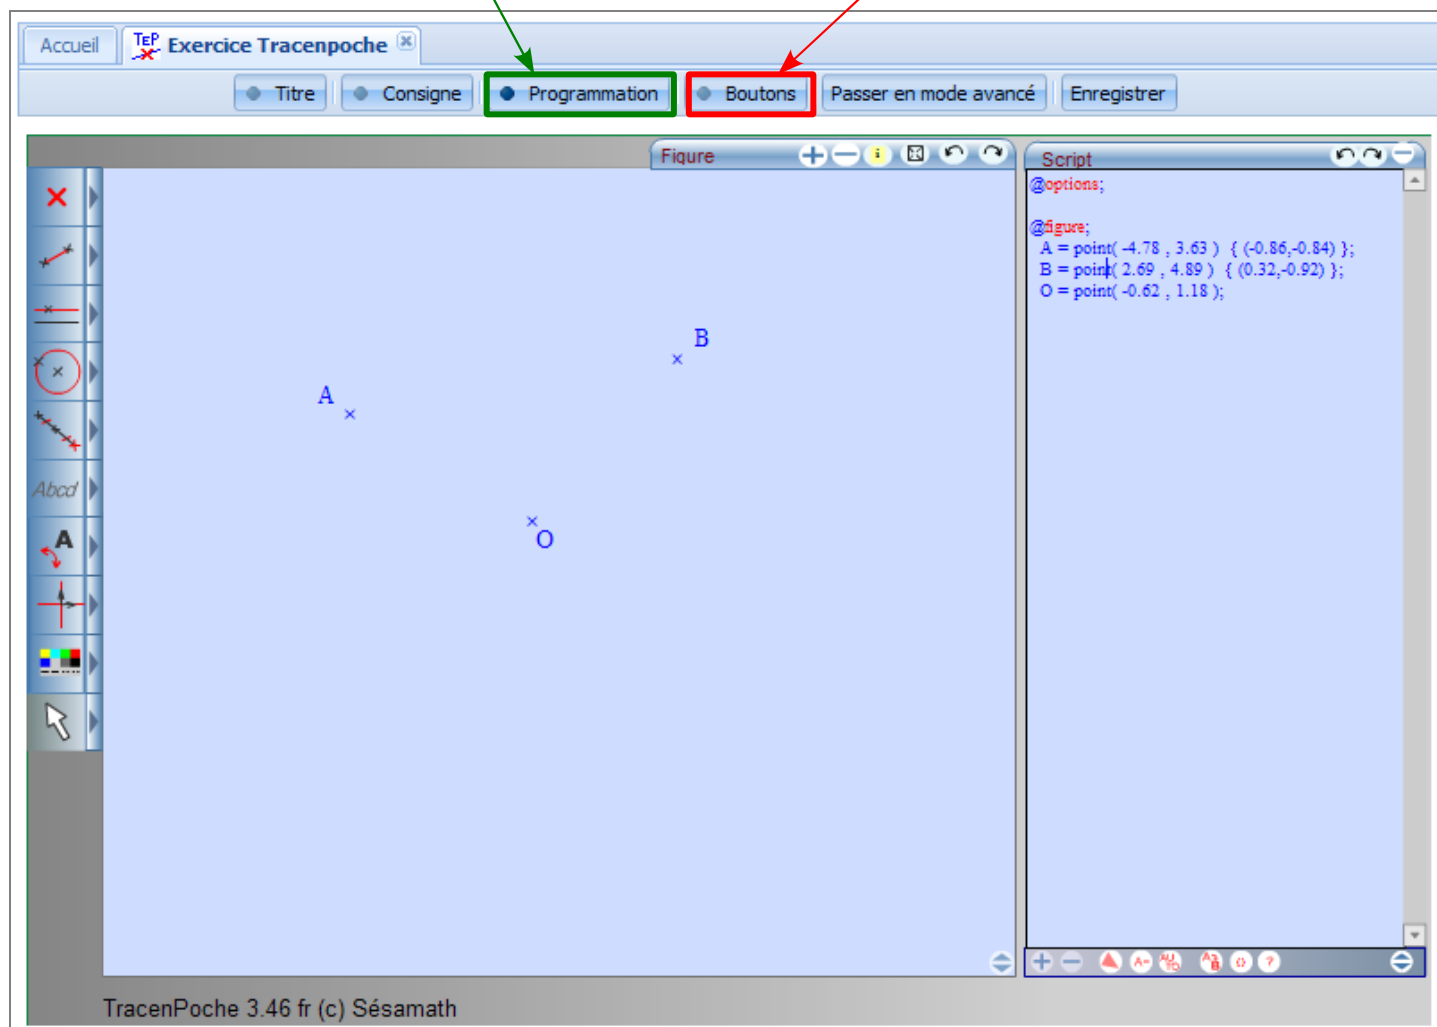 Accueil TeP Exercice Tracenpoche
Titre Consigne Programmation Boutons Passer en mode avancé Enregistrer
Figure
i
Script
@options;
@figure;
A = point( -4.78 , 3.63 ) { (-0.86,-0.84) };
B = point( 2.69 , 4.89 ) { (0.32,-0.92) };
O = point( -0.62 , 1.18 );
B
A
O
Abcd
A
TracenPoche 3.46 fr (c) Sésamath